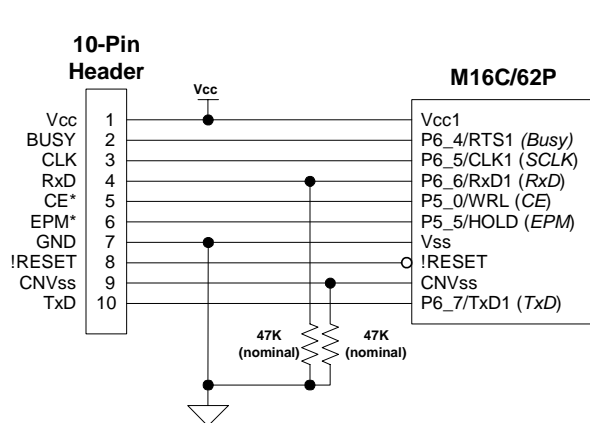 10-Pin
Header
M16C/62P
Vcc
Vcc 1 Vcc1
BUSY 2 P6_4/RTS1 (Busy)
CLK 3 P6_5/CLK1 (SCLK)
RxD 4 P6_6/RxD1 (RxD)
CE* 5 P5_0/WRL (CE)
EPM* 6 P5_5/HOLD (EPM)
GND 7 Vss
!RESET 8 !RESET
CNVss 9 CNVss
TxD 10 P6_7/TxD1 (TxD)
47K 47K
(nominal) (nominal)